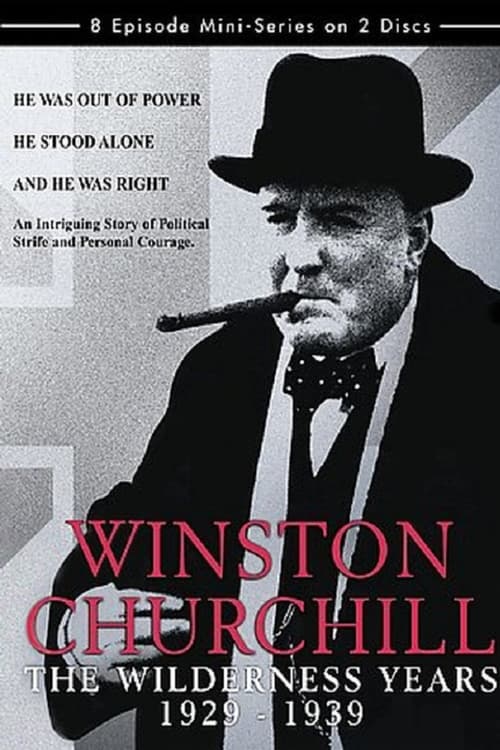 8 Episode Mini-Series on 2 Discs
HE WAS OUT OF POWER
HE STOOD ALONE
AND HE WAS RIGHT
An Intriguing Story of Political
Strife and Personal Courage.
WINSTON
CHURCHILL
THE WILDERNESS YEARS
1929 - 1939